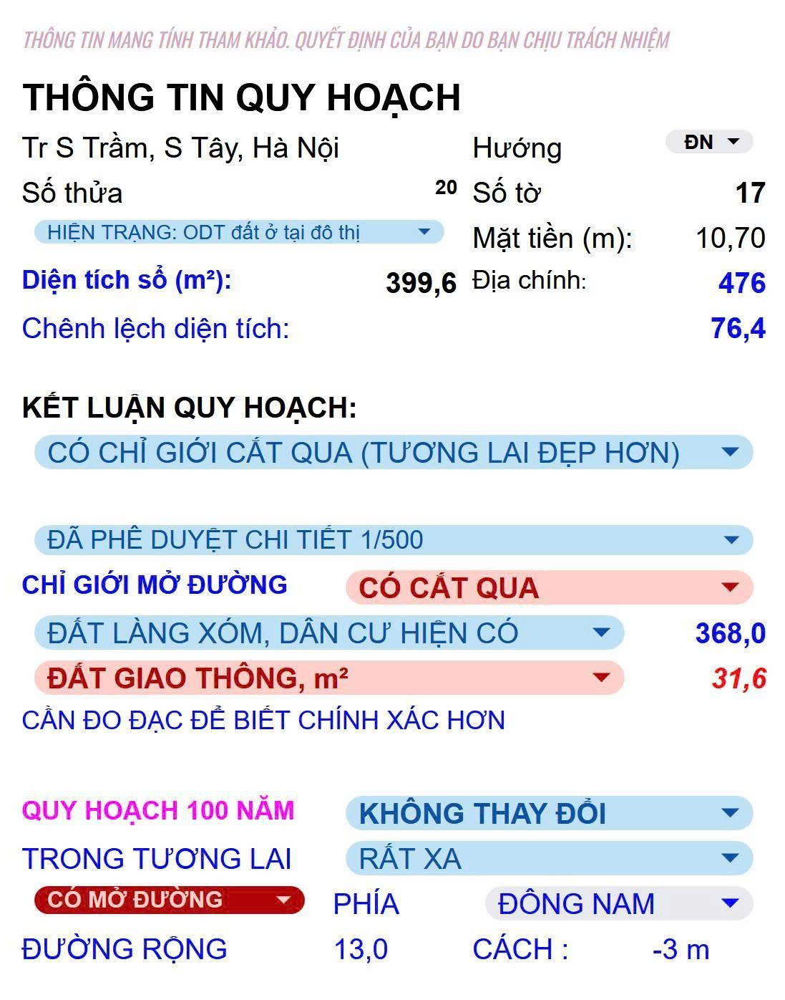 THÔNG TIN MANG TÍNH THAM KHẢO. QUYẾT ĐỊNH CỦA BẠN DO BẠN CHỊU TRÁCH NHIỆM
THÔNG TIN QUY HOẠCH
Tr S Trầm, S Tây, Hà Nội Hướng ĐN
Số thửa 20 Số tờ 17
HIỆN TRẠNG: ODT đất ở tại đô thị Mặt tiền (m): 10,70
Diện tích sổ (m²): 399,6 Địa chính: 476
Chênh lệch diện tích: 76,4
KẾT LUẬN QUY HOẠCH:
CÓ CHỈ GIỚI CẮT QUA (TƯƠNG LAI ĐẸP HƠN)
ĐÃ PHÊ DUYỆT CHI TIẾT 1/500
CHỈ GIỚI MỞ ĐƯỜNG CÓ CẮT QUA
ĐẤT LÀNG XÓM, DÂN CƯ HIỆN CÓ 368,0
ĐẤT GIAO THÔNG, m² 31,6
CẦN ĐO ĐẠC ĐỂ BIẾT CHÍNH XÁC HƠN
QUY HOẠCH 100 NĂM KHÔNG THAY ĐỔI
TRONG TƯƠNG LAI RẤT XA
CÓ MỞ ĐƯỜNG PHÍA ĐÔNG NAM
ĐƯỜNG RỘNG 13,0 CÁCH : -3 m